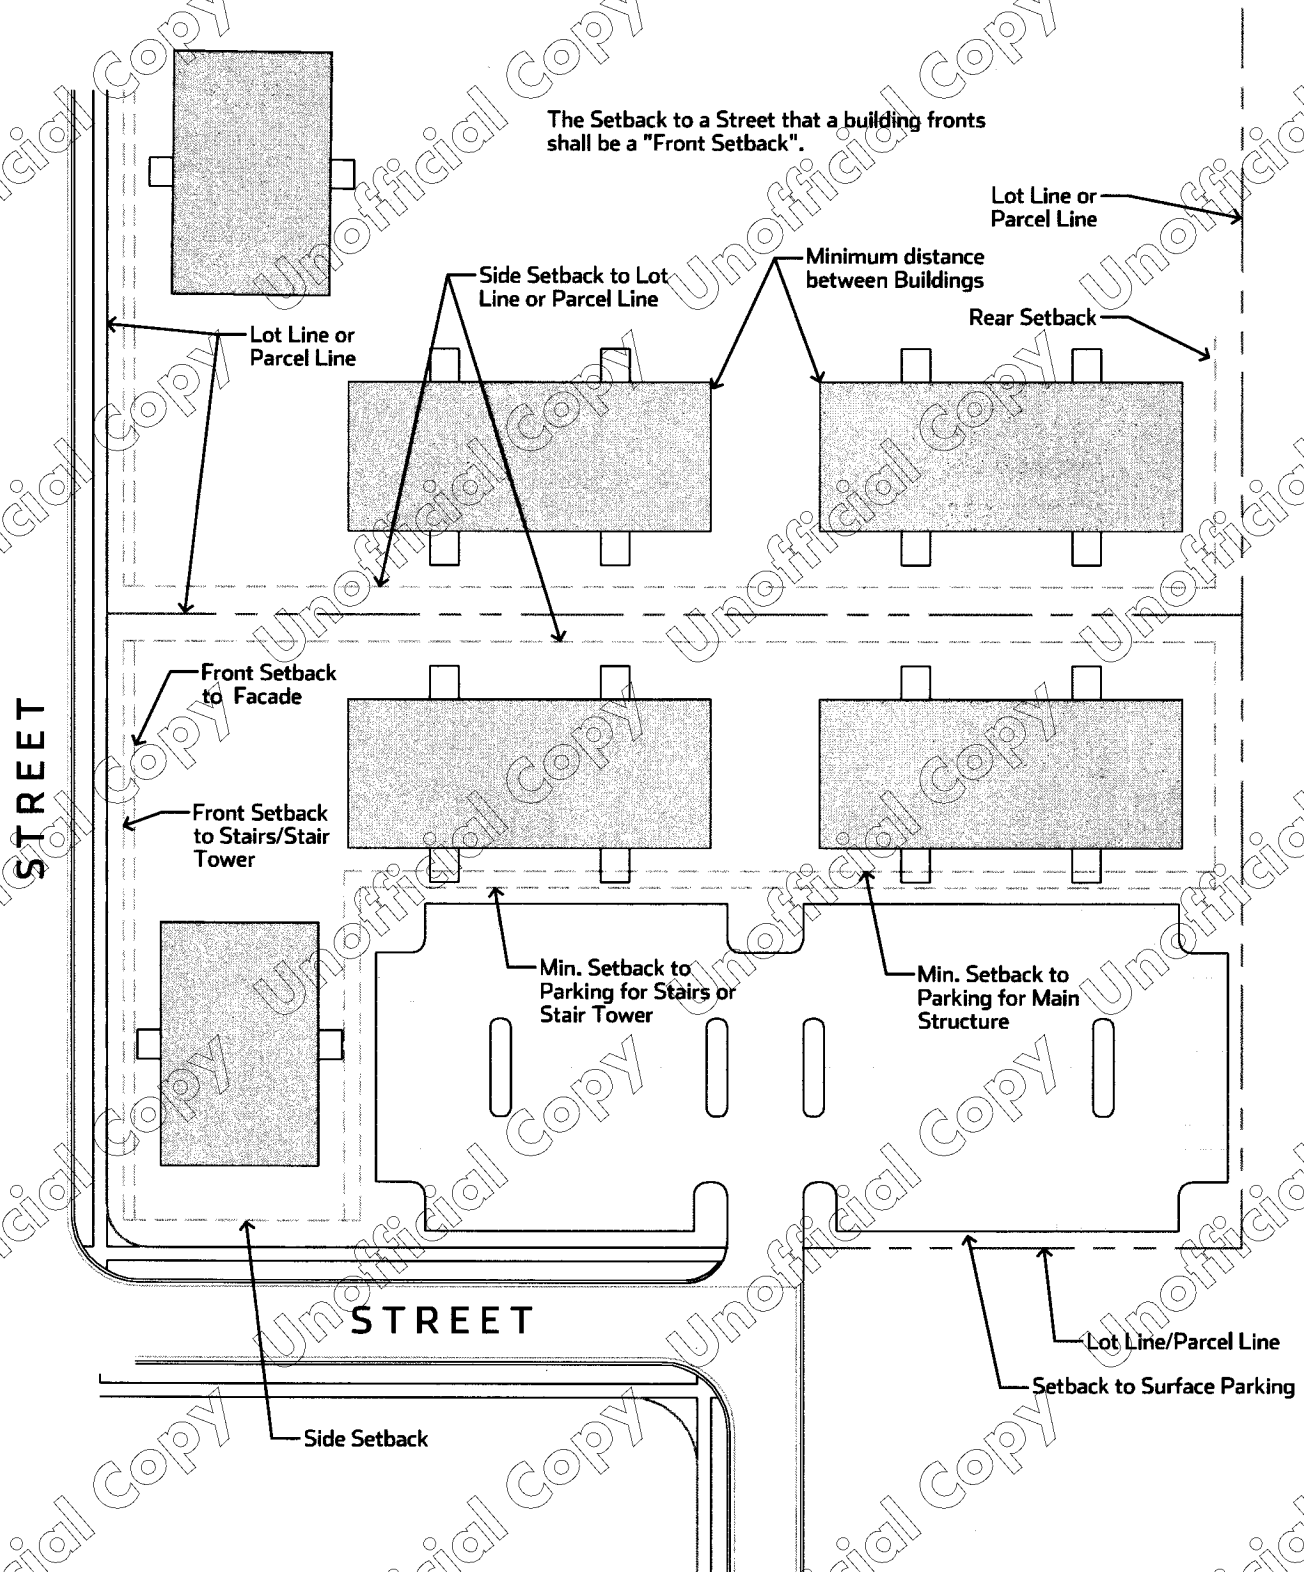 The Setback to a Street that a building fronts
shall be a "Front Setback".
Lot Line or
Parcel Line
Minimum distance
between Buildings
Side Setback to Lot
Line or Parcel Line
Rear Setback
Lot Line or
Parcel Line
Front Setback
to Facade
STREET
Front Setback
to Stairs/Stair
Tower
Min. Setback to
Parking for Stairs or
Stair Tower
Min. Setback to
Parking for Main
Structure
STREET
Lot Line/Parcel Line
Setback to Surface Parking
Side Setback
Unofficial Copy